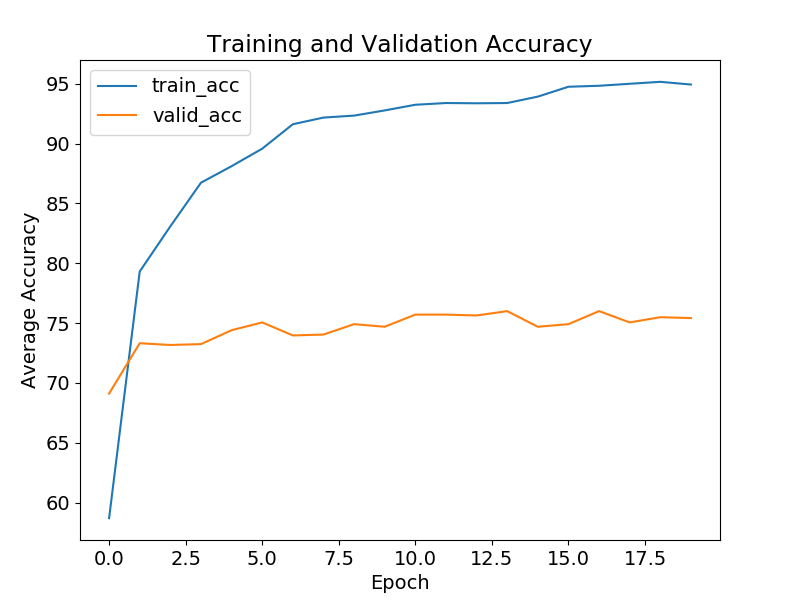 Training and Validation Accuracy
train_acc
valid_acc
95
90
85
80
75
70
65
60
Average Accuracy
0.0 2.5 5.0 7.5 10.0 12.5 15.0 17.5
Epoch